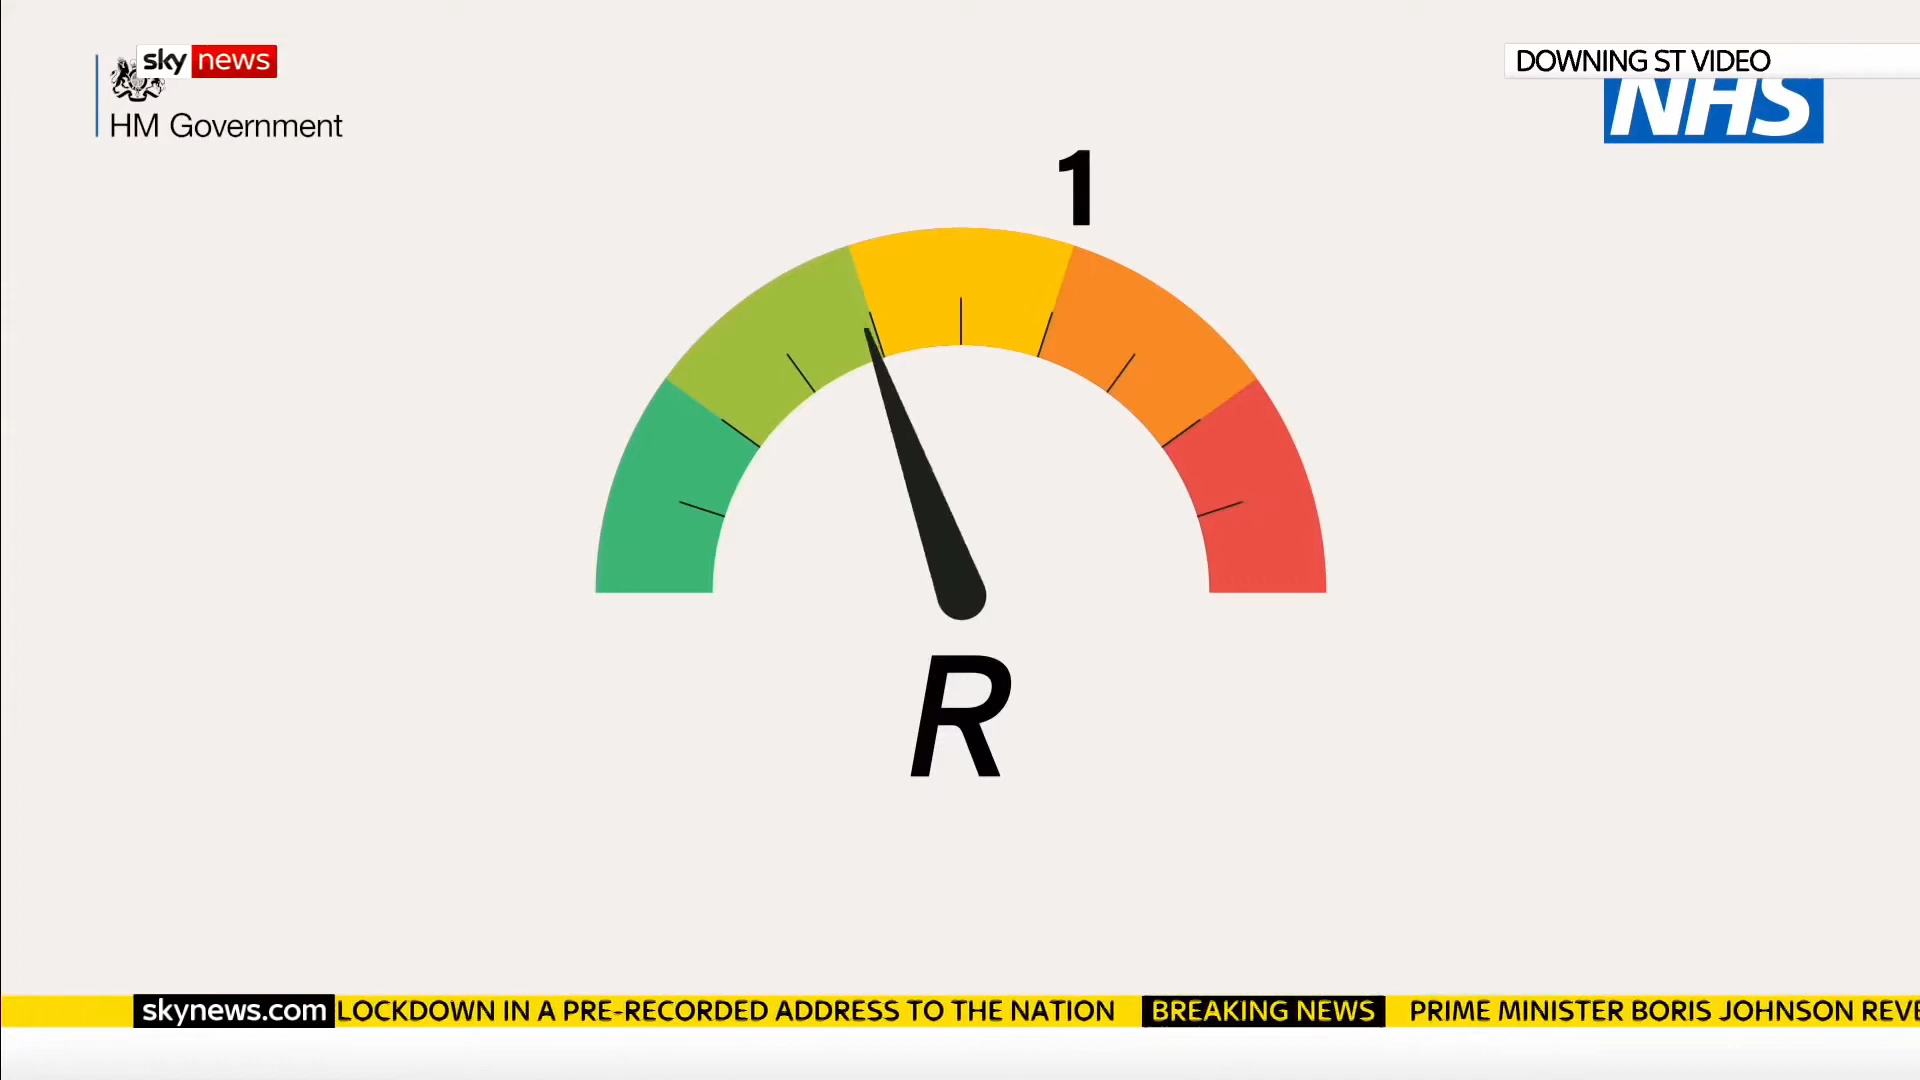 sky news
DOWNING ST VIDEO
HM Government
NHS
1
R
skynews.com LOCKDOWN IN A PRE-RECORDED ADDRESS TO THE NATION BREAKING NEWS PRIME MINISTER BORIS JOHNSON REVE